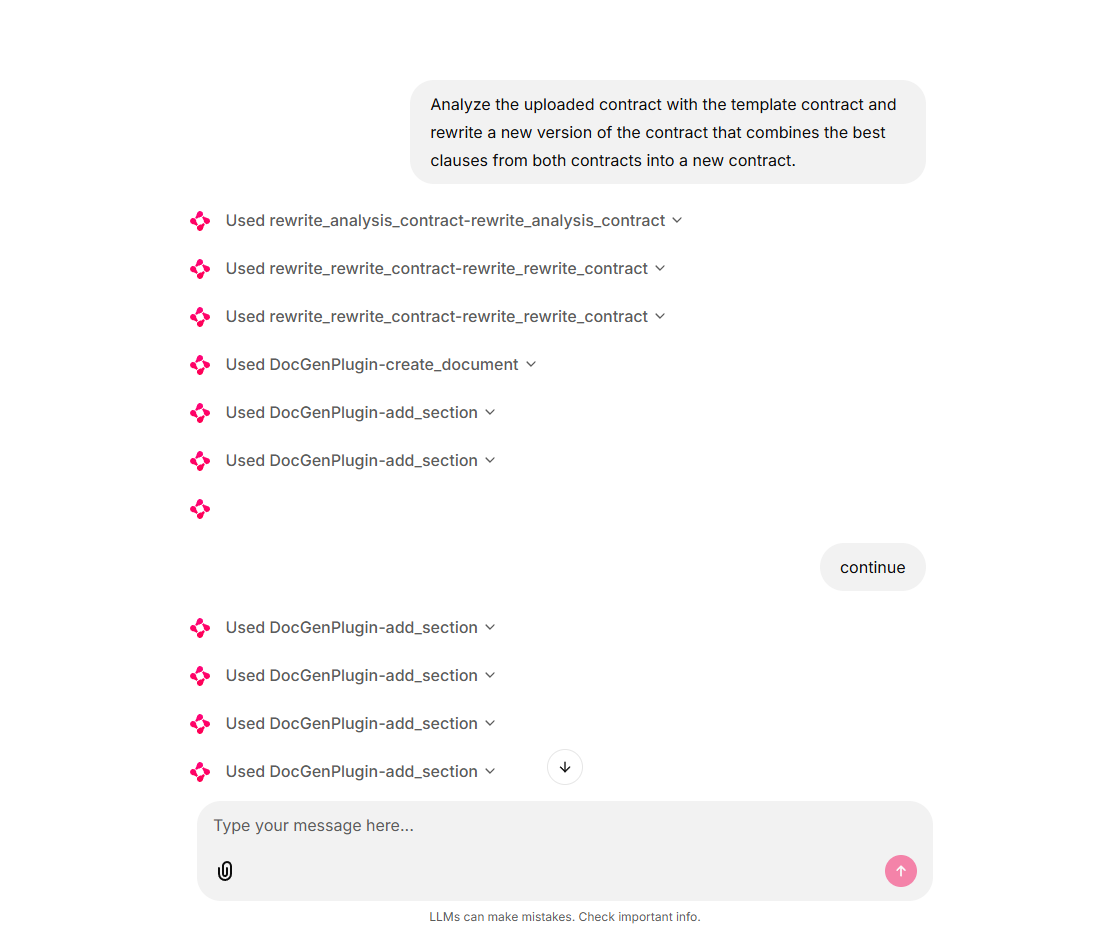 Analyze the uploaded contract with the template contract and
rewrite a new version of the contract that combines the best
clauses from both contracts into a new contract.
Used rewrite_analysis_contract-rewrite_analysis_contract
Used rewrite_rewrite_contract-rewrite_rewrite_contract
Used rewrite_rewrite_contract-rewrite_rewrite_contract
Used DocGenPlugin-create_document
Used DocGenPlugin-add_section
Used DocGenPlugin-add_section
continue
Used DocGenPlugin-add_section
Used DocGenPlugin-add_section
Used DocGenPlugin-add_section
Used DocGenPlugin-add_section
Type your message here...
LLMs can make mistakes. Check important info.